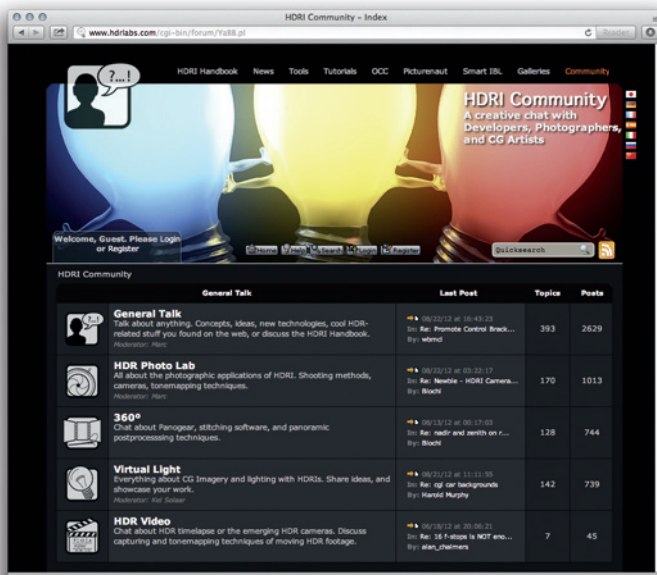 HDRI Community – Index
www.hdrlabs.com/cgi-bin/forum/YaBB.pl
Reader
?...!
HDRI Handbook News Tools Tutorials OCC Picturenaut Smart IBL Galleries Community
HDRI Community
A creative chat with
Developers, Photographers,
and CG Artists
Welcome, Guest. Please Login
or Register
Home Help Search Login Register
Quicksearch
HDRI Community
General Talk Last Post Topics Posts
?..!
General Talk
Talk about anything. Concepts, ideas, new technologies, cool HDR-
related stuff you found on the web, or discuss the HDRI Handbook.
Moderator: Marc
08/22/12 at 16:43:23
In: Re: Promote Control Brack...
By: wbmcl
393
2629
HDR Photo Lab
All about the photographic applications of HDRI. Shooting methods,
cameras, tonemapping techniques.
Moderator: Marc
08/22/12 at 03:22:17
In: Re: Newbie - HDRI Camera...
By: Biochl
170
1013
360º
Chat about Panogear, stitching software, and panoramic
postprocesssing techniques.
08/13/12 at 00:17:03
In: Re: nadir and zenith on r...
By: Biochl
128
744
Virtual Light
Everything about CG Imagery and lighting with HDRIs. Share ideas, and
showcase your work.
Moderator: Kel Solaar
08/21/12 at 11:11:55
In: Re: cgi car backgrounds
By: Harold Murphy
142
739
HDR Video
Chat about HDR timelapse or the emerging HDR cameras. Discuss
capturing and tonemapping techniques of moving HDR footage.
06/18/12 at 20:06:21
In: Re: 16 f-stops is NOT eno...
By: alan_chalmers
7
45